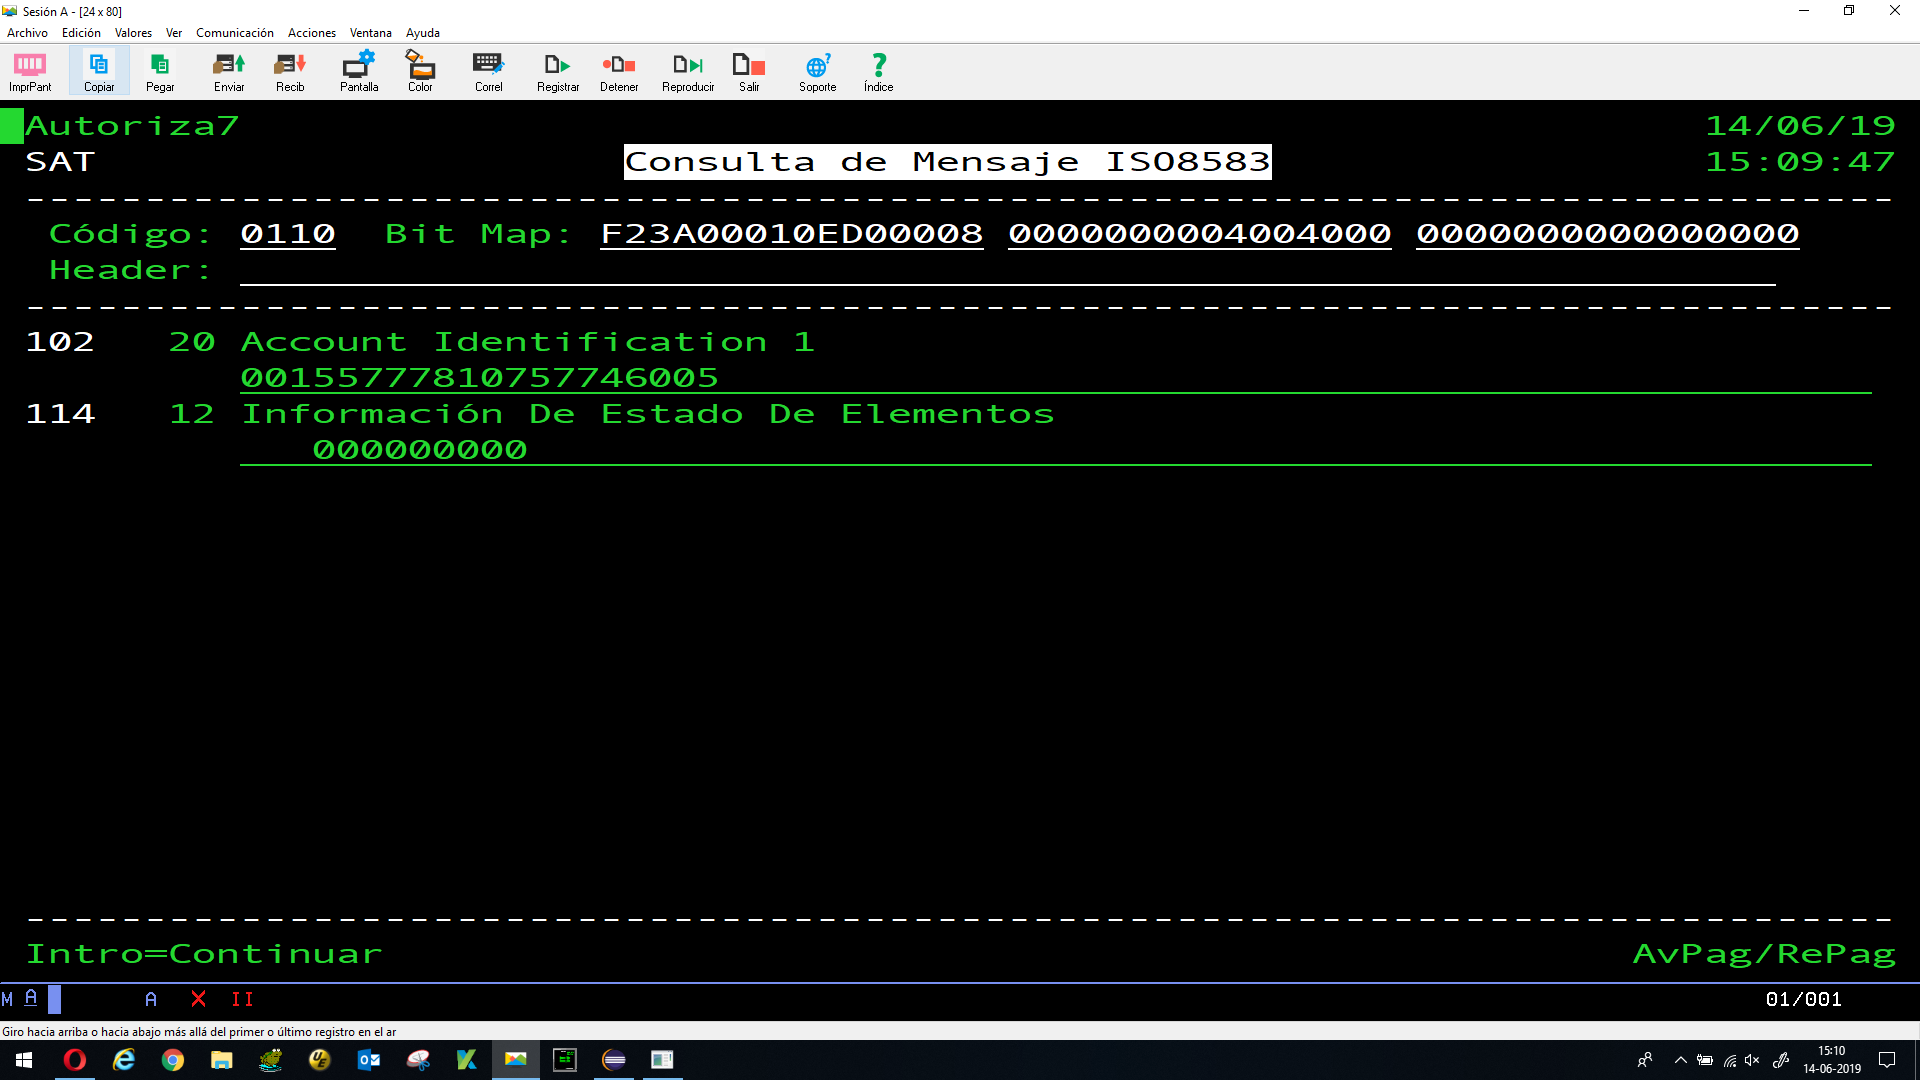 Sesión A - [24 x 80]
Archivo Edición Valores Ver Comunicación Acciones Ventana Ayuda
ImprPant Copiar Pegar Enviar Recib Pantalla Color Correl Registrar Detener Reproducir Salir Soporte Índice
Autoriza7 14/06/19
SAT Consulta de Mensaje ISO8583 15:09:47
Código: 0110 Bit Map: F23A00010ED00008 0000000004004000 0000000000000000
Header:
102 20 Account Identification 1
00155777810757746005
114 12 Información De Estado De Elementos
000000000
Intro=Continuar AvPag/RePag
M A A X II 01/001
Giro hacia arriba o hacia abajo más allá del primer o último registro en el ar
15:10
14-06-2019